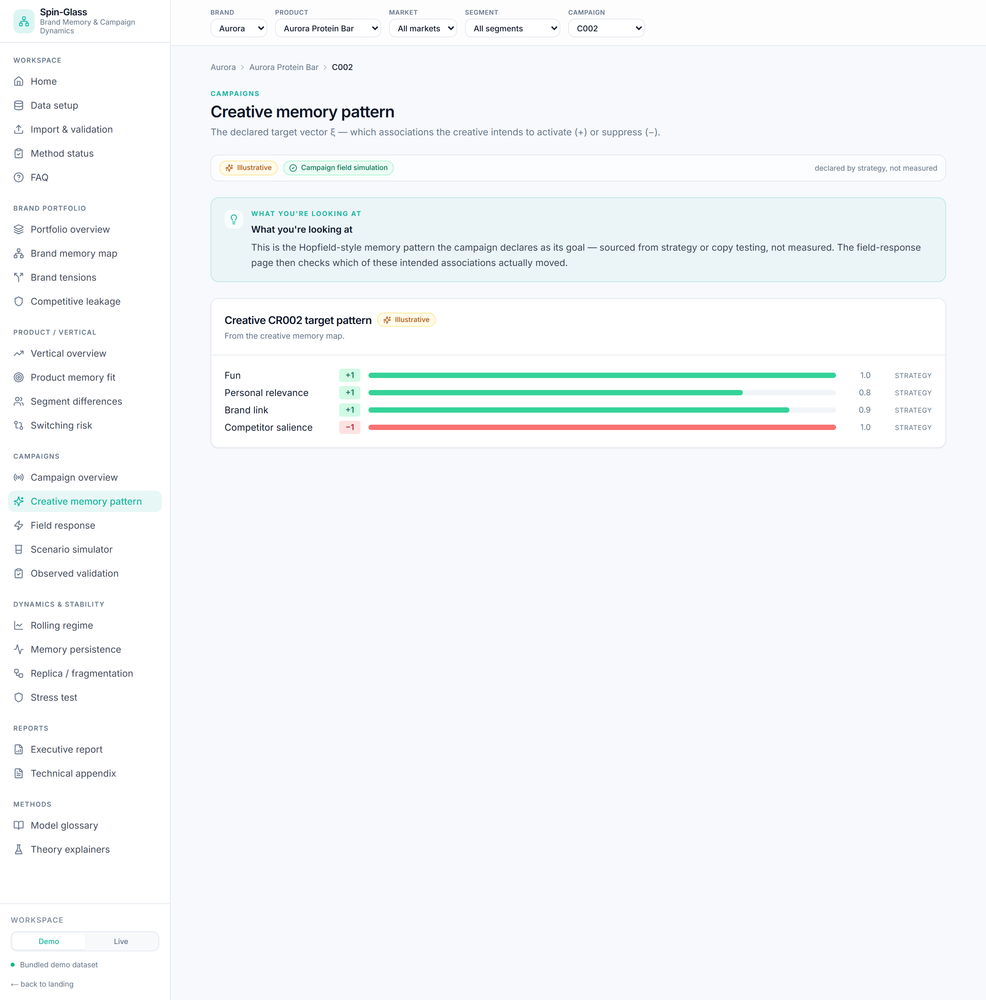 Spin-Glass
Brand Memory & Campaign
Dynamics
WORKSPACE
Home
Data setup
Import & validation
Method status
FAQ
BRAND PORTFOLIO
Portfolio overview
Brand memory map
Brand tensions
Competitive leakage
PRODUCT / VERTICAL
Vertical overview
Product memory fit
Segment differences
Switching risk
CAMPAIGNS
Campaign overview
Creative memory pattern
Field response
Scenario simulator
Observed validation
DYNAMICS & STABILITY
Rolling regime
Memory persistence
Replica / fragmentation
Stress test
REPORTS
Executive report
Technical appendix
METHODS
Model glossary
Theory explainers
WORKSPACE
Demo Live
Bundled demo dataset
← back to landing
BRAND PRODUCT MARKET SEGMENT CAMPAIGN
Aurora Aurora Protein Bar All markets All segments C002
Aurora > Aurora Protein Bar > C002
CAMPAIGNS
Creative memory pattern
The declared target vector ξ — which associations the creative intends to activate (+) or suppress (−).
Illustrative Campaign field simulation declared by strategy, not measured
WHAT YOU'RE LOOKING AT
What you're looking at
This is the Hopfield-style memory pattern the campaign declares as its goal — sourced from strategy or copy testing, not measured. The field-response
page then checks which of these intended associations actually moved.
Creative CR002 target pattern Illustrative
From the creative memory map.
Fun +1 1.0 STRATEGY
Personal relevance +1 0.8 STRATEGY
Brand link +1 0.9 STRATEGY
Competitor salience −1 1.0 STRATEGY